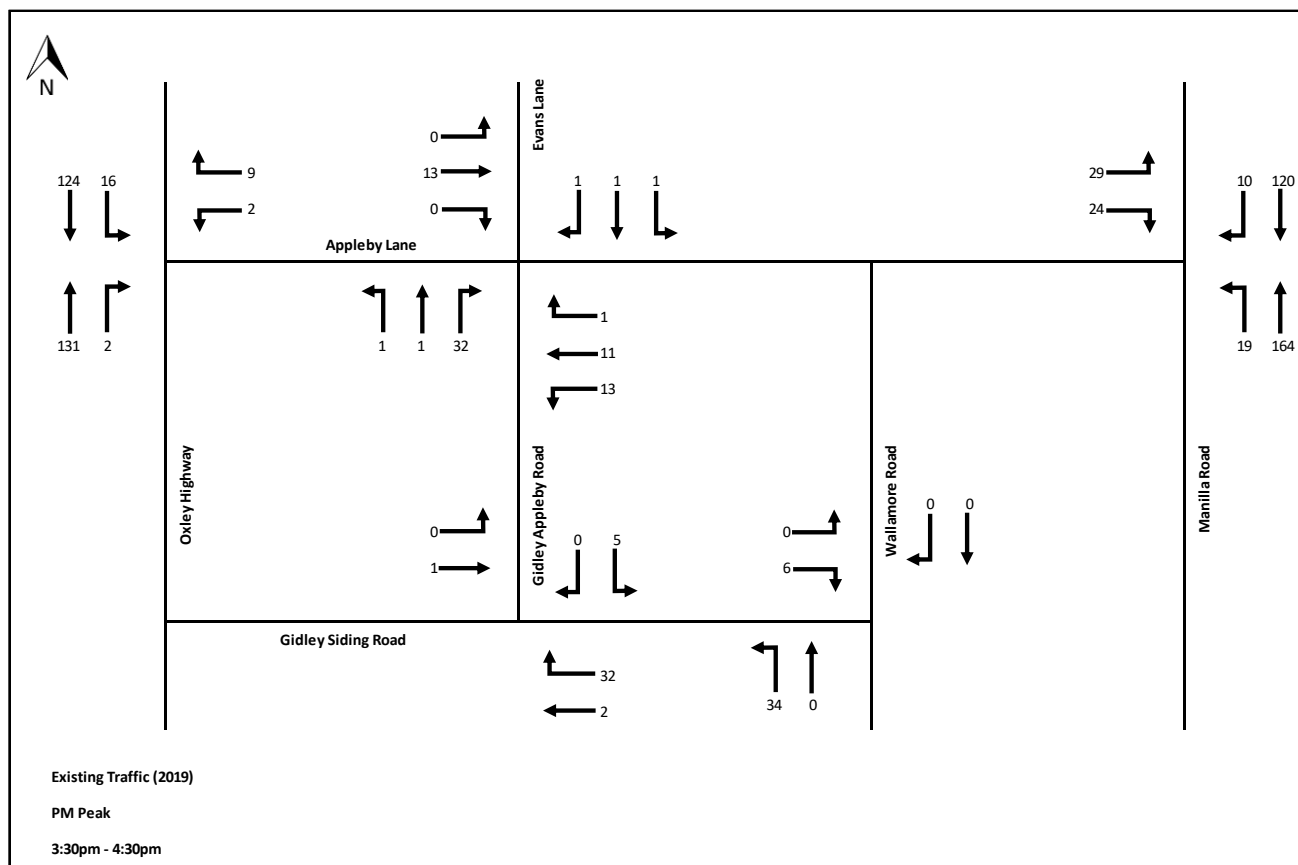 N
Evans Lane
0
13
0
9
2
124 16
1 1 1
29
24
10 120
Appleby Lane
131 2
1 1 32
1
11
13
19 164
Oxley Highway
Gidley Appleby Road
Wallamore Road
Manilla Road
0
1
0 5
0
6
0 0
Gidley Siding Road
32
2
34 0
Existing Traffic (2019)
PM Peak
3:30pm - 4:30pm